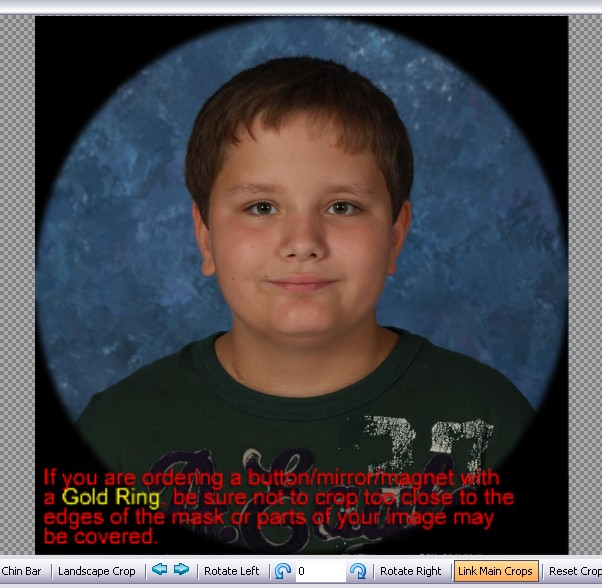 37
If you are ordering a button/mirror/magnet with
a Gold Ring, be sure not to crop too close to the
edges of the mask or parts of your image may
be covered.
Chin Bar Landscape Crop Rotate Left 0 Rotate Right Link Main Crops Reset Crop